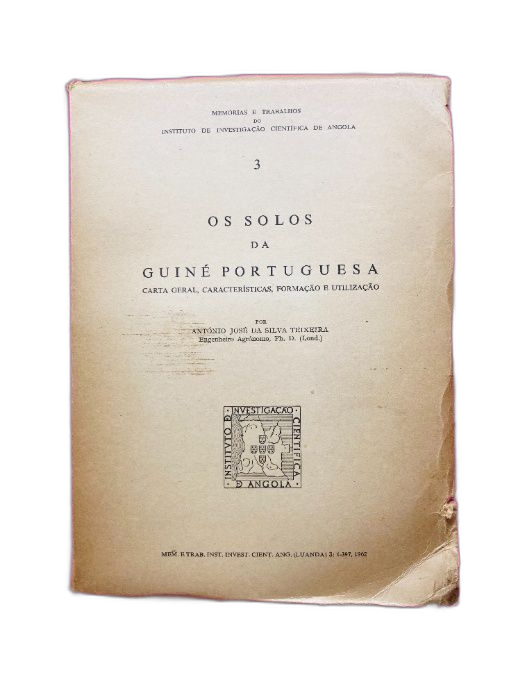 MEMÓRIAS E TRABALHOS
DO
INSTITUTO DE INVESTIGAÇÃO CIENTÍFICA DE ANGOLA
3
OS SOLOS
DA
GUINÉ PORTUGUESA
CARTA GERAL, CARACTERÍSTICAS, FORMAÇÃO E UTILIZAÇÃO
POR
ANTÓNIO JOSÉ DA SILVA TEIXEIRA
Engenheiro Agrónomo, Ph. D. (Lond.)
INSTITUTO · D · INVESTIGAÇÃO · CIENTÍFICA · D ANGOLA ·
MEM. E TRAB. INST. INVEST. CIENT. ANG. (LUANDA) 3: 1-397, 1962